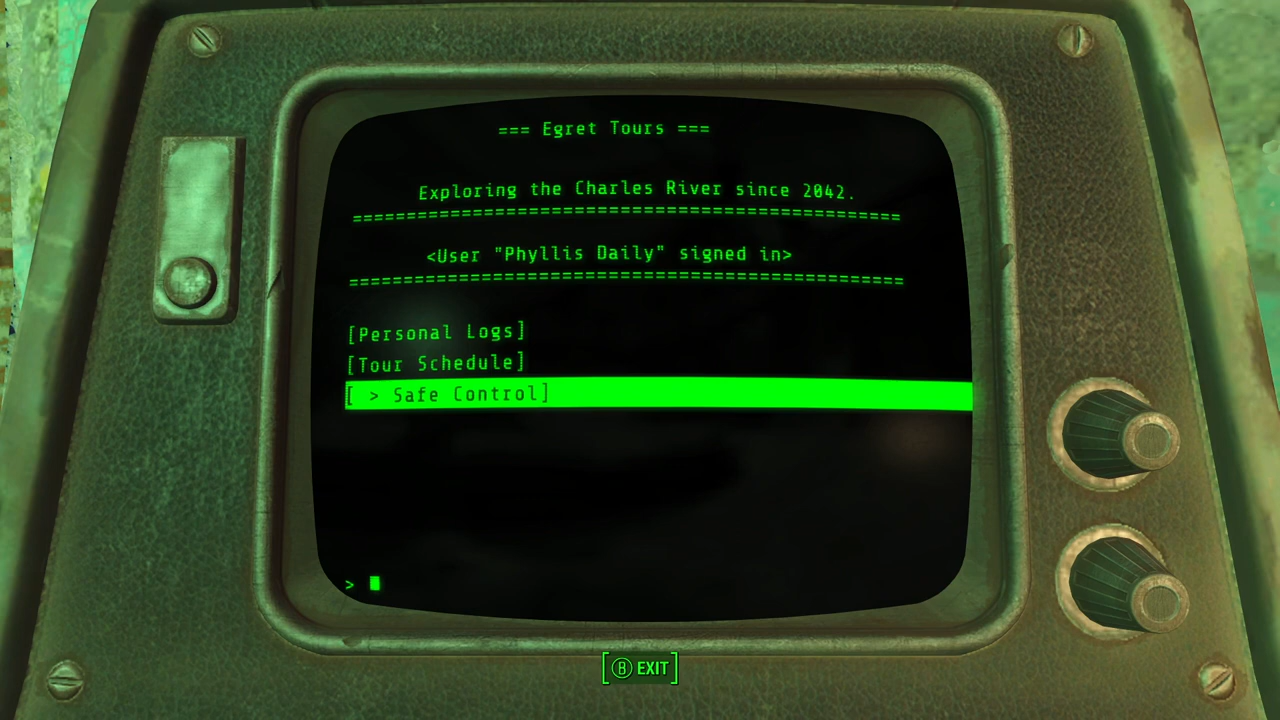 === Egret Tours ===
Exploring the Charles River since 2042.
==============================================================
<User "Phyllis Daily" signed in>
==============================================================
[Personal Logs]
[Tour Schedule]
[ > Safe Control]
>
[Ⓑ EXIT]